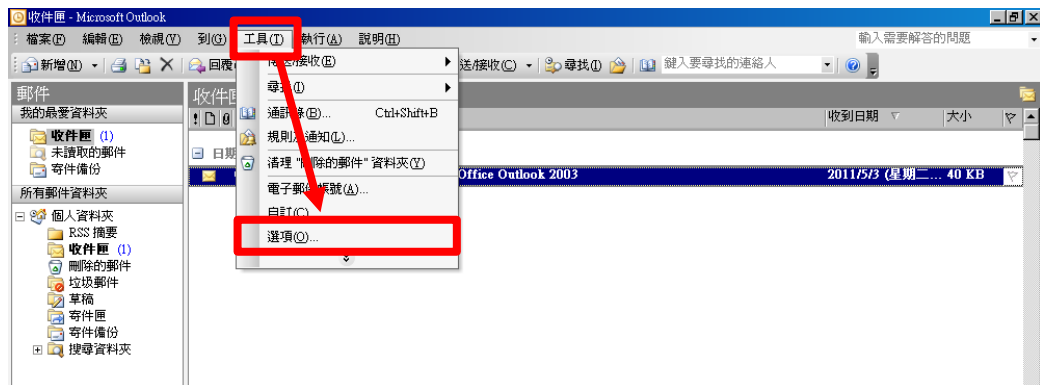 收件匣 - Microsoft Outlook
檔案(F) 編輯(E) 檢視(V) 到(G) 工具(T) 執行(A) 說明(H) 輸入需要解答的問題
新增(N) 回覆 送/接收(C) 尋找(I) 鍵入要尋找的連絡人
郵件
我的最愛資料夾
收件匣 (1)
未讀取的郵件
寄件備份
所有郵件資料夾
個人資料夾
RSS 摘要
收件匣 (1)
刪除的郵件
垃圾郵件
草稿
寄件匣
寄件備份
搜尋資料夾
傳送/接收(E)
尋找(I)
通訊錄(B)... Ctrl+Shift+B
規則及通知(L)...
清理 "刪除的郵件" 資料夾(Y)
電子郵件帳號(A)...
自訂(C)...
選項(O)...
收件匣
收到日期 大小
日期
Office Outlook 2003 2011/5/3 (星期二... 40 KB